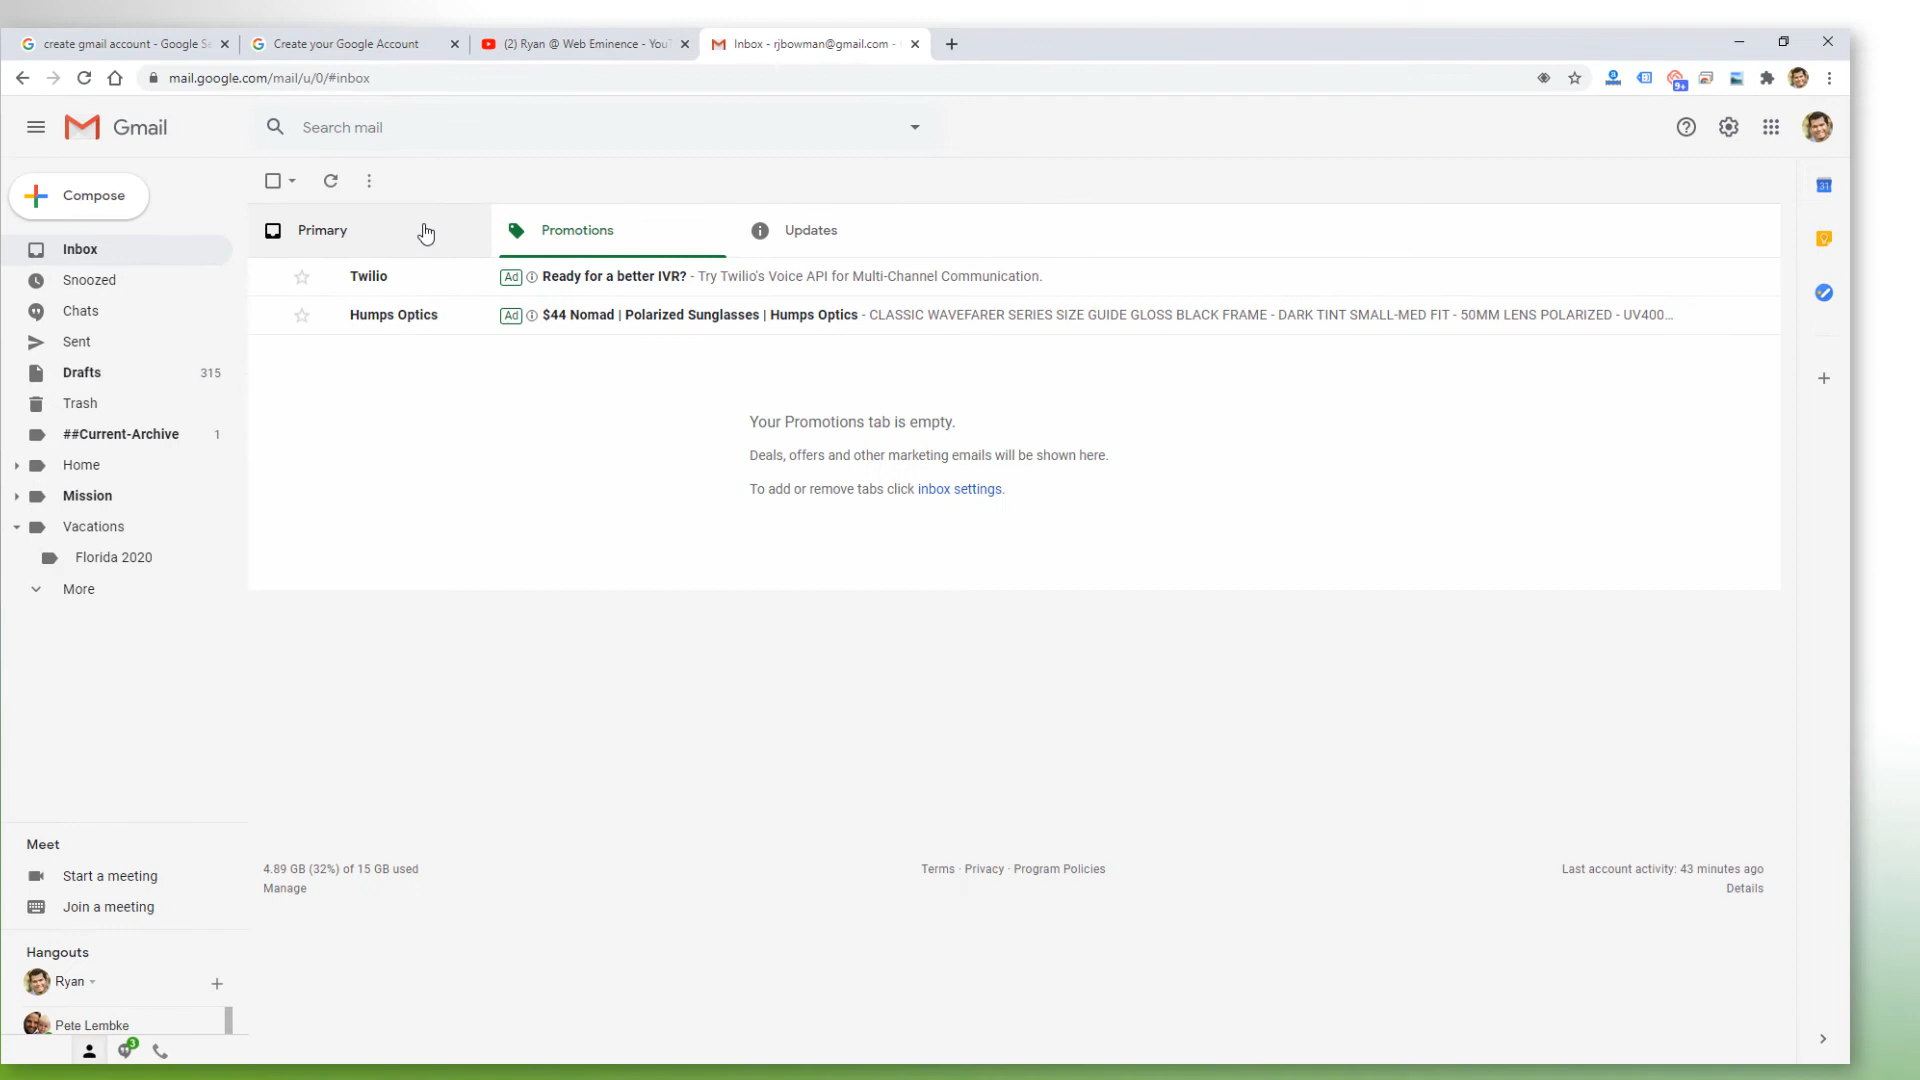 create gmail account - Google Se
Create your Google Account
(2) Ryan @ Web Eminence - YouT
Inbox - rjbowman@gmail.com -
mail.google.com/mail/u/0/#inbox
9+
Gmail
Search mail
Compose
31
Primary
Promotions
Updates
Inbox
Twilio
Ad Ready for a better IVR? - Try Twilio's Voice API for Multi-Channel Communication.
Snoozed
Chats
Humps Optics
Ad $44 Nomad | Polarized Sunglasses | Humps Optics - CLASSIC WAVEFARER SERIES SIZE GUIDE GLOSS BLACK FRAME - DARK TINT SMALL-MED FIT - 50MM LENS POLARIZED - UV400…
Sent
Drafts 315
Trash
##Current-Archive 1
Home
Mission
Vacations
Florida 2020
More
Your Promotions tab is empty.
Deals, offers and other marketing emails will be shown here.
To add or remove tabs click inbox settings.
Meet
Start a meeting
Join a meeting
4.89 GB (32%) of 15 GB used
Manage
Terms · Privacy · Program Policies
Last account activity: 43 minutes ago
Details
Hangouts
Ryan
Pete Lembke
3